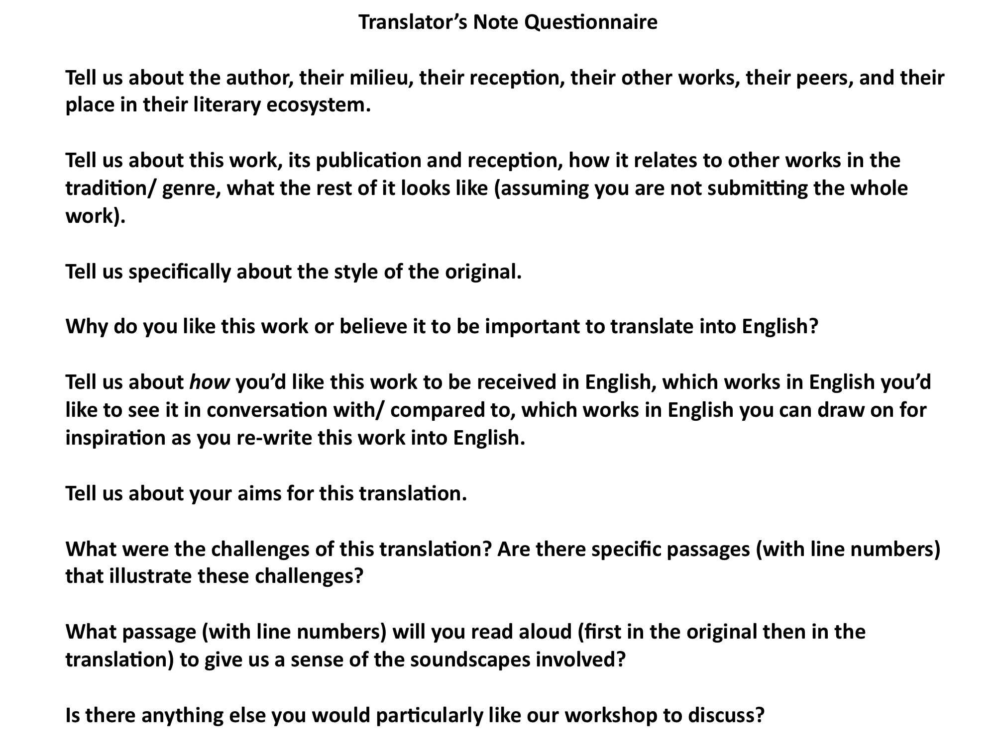 Translator’s Note Questionnaire
Tell us about the author, their milieu, their reception, their other works, their peers, and their
place in their literary ecosystem.
Tell us about this work, its publication and reception, how it relates to other works in the
tradition/ genre, what the rest of it looks like (assuming you are not submitting the whole
work).
Tell us specifically about the style of the original.
Why do you like this work or believe it to be important to translate into English?
Tell us about how you’d like this work to be received in English, which works in English you’d
like to see it in conversation with/ compared to, which works in English you can draw on for
inspiration as you re-write this work into English.
Tell us about your aims for this translation.
What were the challenges of this translation? Are there specific passages (with line numbers)
that illustrate these challenges?
What passage (with line numbers) will you read aloud (first in the original then in the
translation) to give us a sense of the soundscapes involved?
Is there anything else you would particularly like our workshop to discuss?